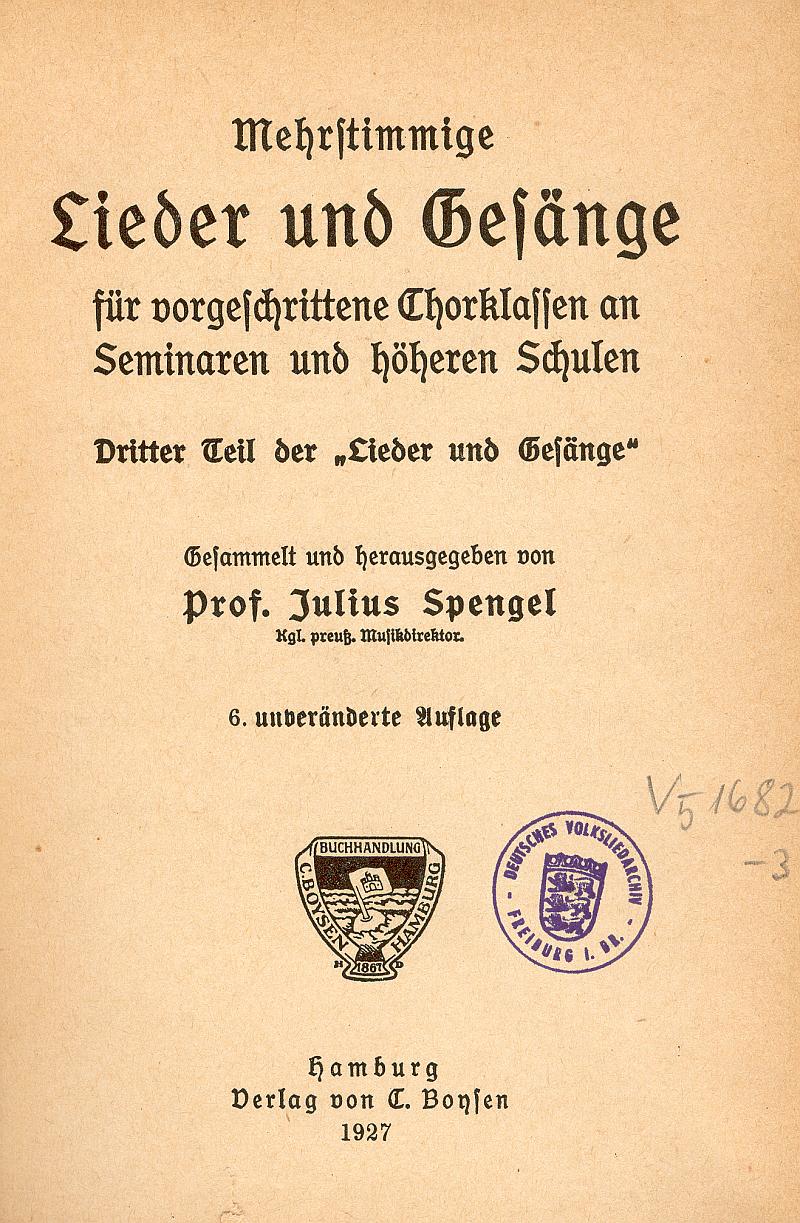 Mehrstimmige
Lieder und Gesänge
für vorgeschrittene Chorklassen an
Seminaren und höheren Schulen
Dritter Teil der „Lieder und Gesänge“
Gesammelt und herausgegeben von
Prof. Julius Spengel
Kgl. preuß. Musikdirektor.
6. unveränderte Auflage
V5 1682
-3
BUCHHANDLUNG
C. BOYSEN
HAMBURG
H 1867 D
DEUTSCHES VOLKSLIEDARCHIV
- FREIBURG I. BR. -
Hamburg
Verlag von C. Boysen
1927